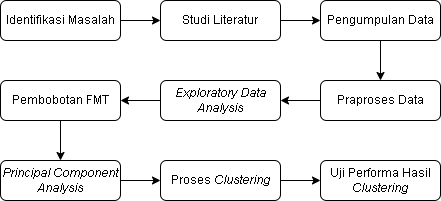 Identifikasi Masalah
Studi Literatur
Pengumpulan Data
Praproses Data
Exploratory Data
Analysis
Pembobotan FMT
Principal Component
Analysis
Proses Clustering
Uji Performa Hasil
Clustering